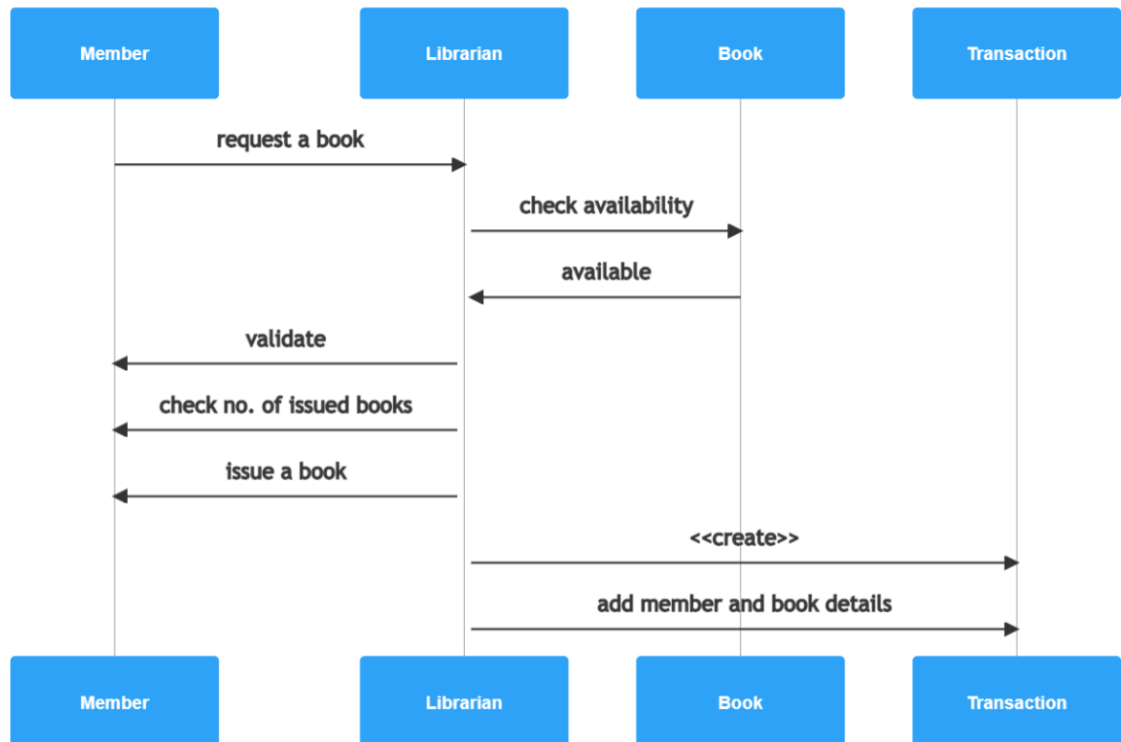 Member
Librarian
Book
Transaction
request a book
check availability
available
validate
check no. of issued books
issue a book
<<create>>
add member and book details
Member
Librarian
Book
Transaction